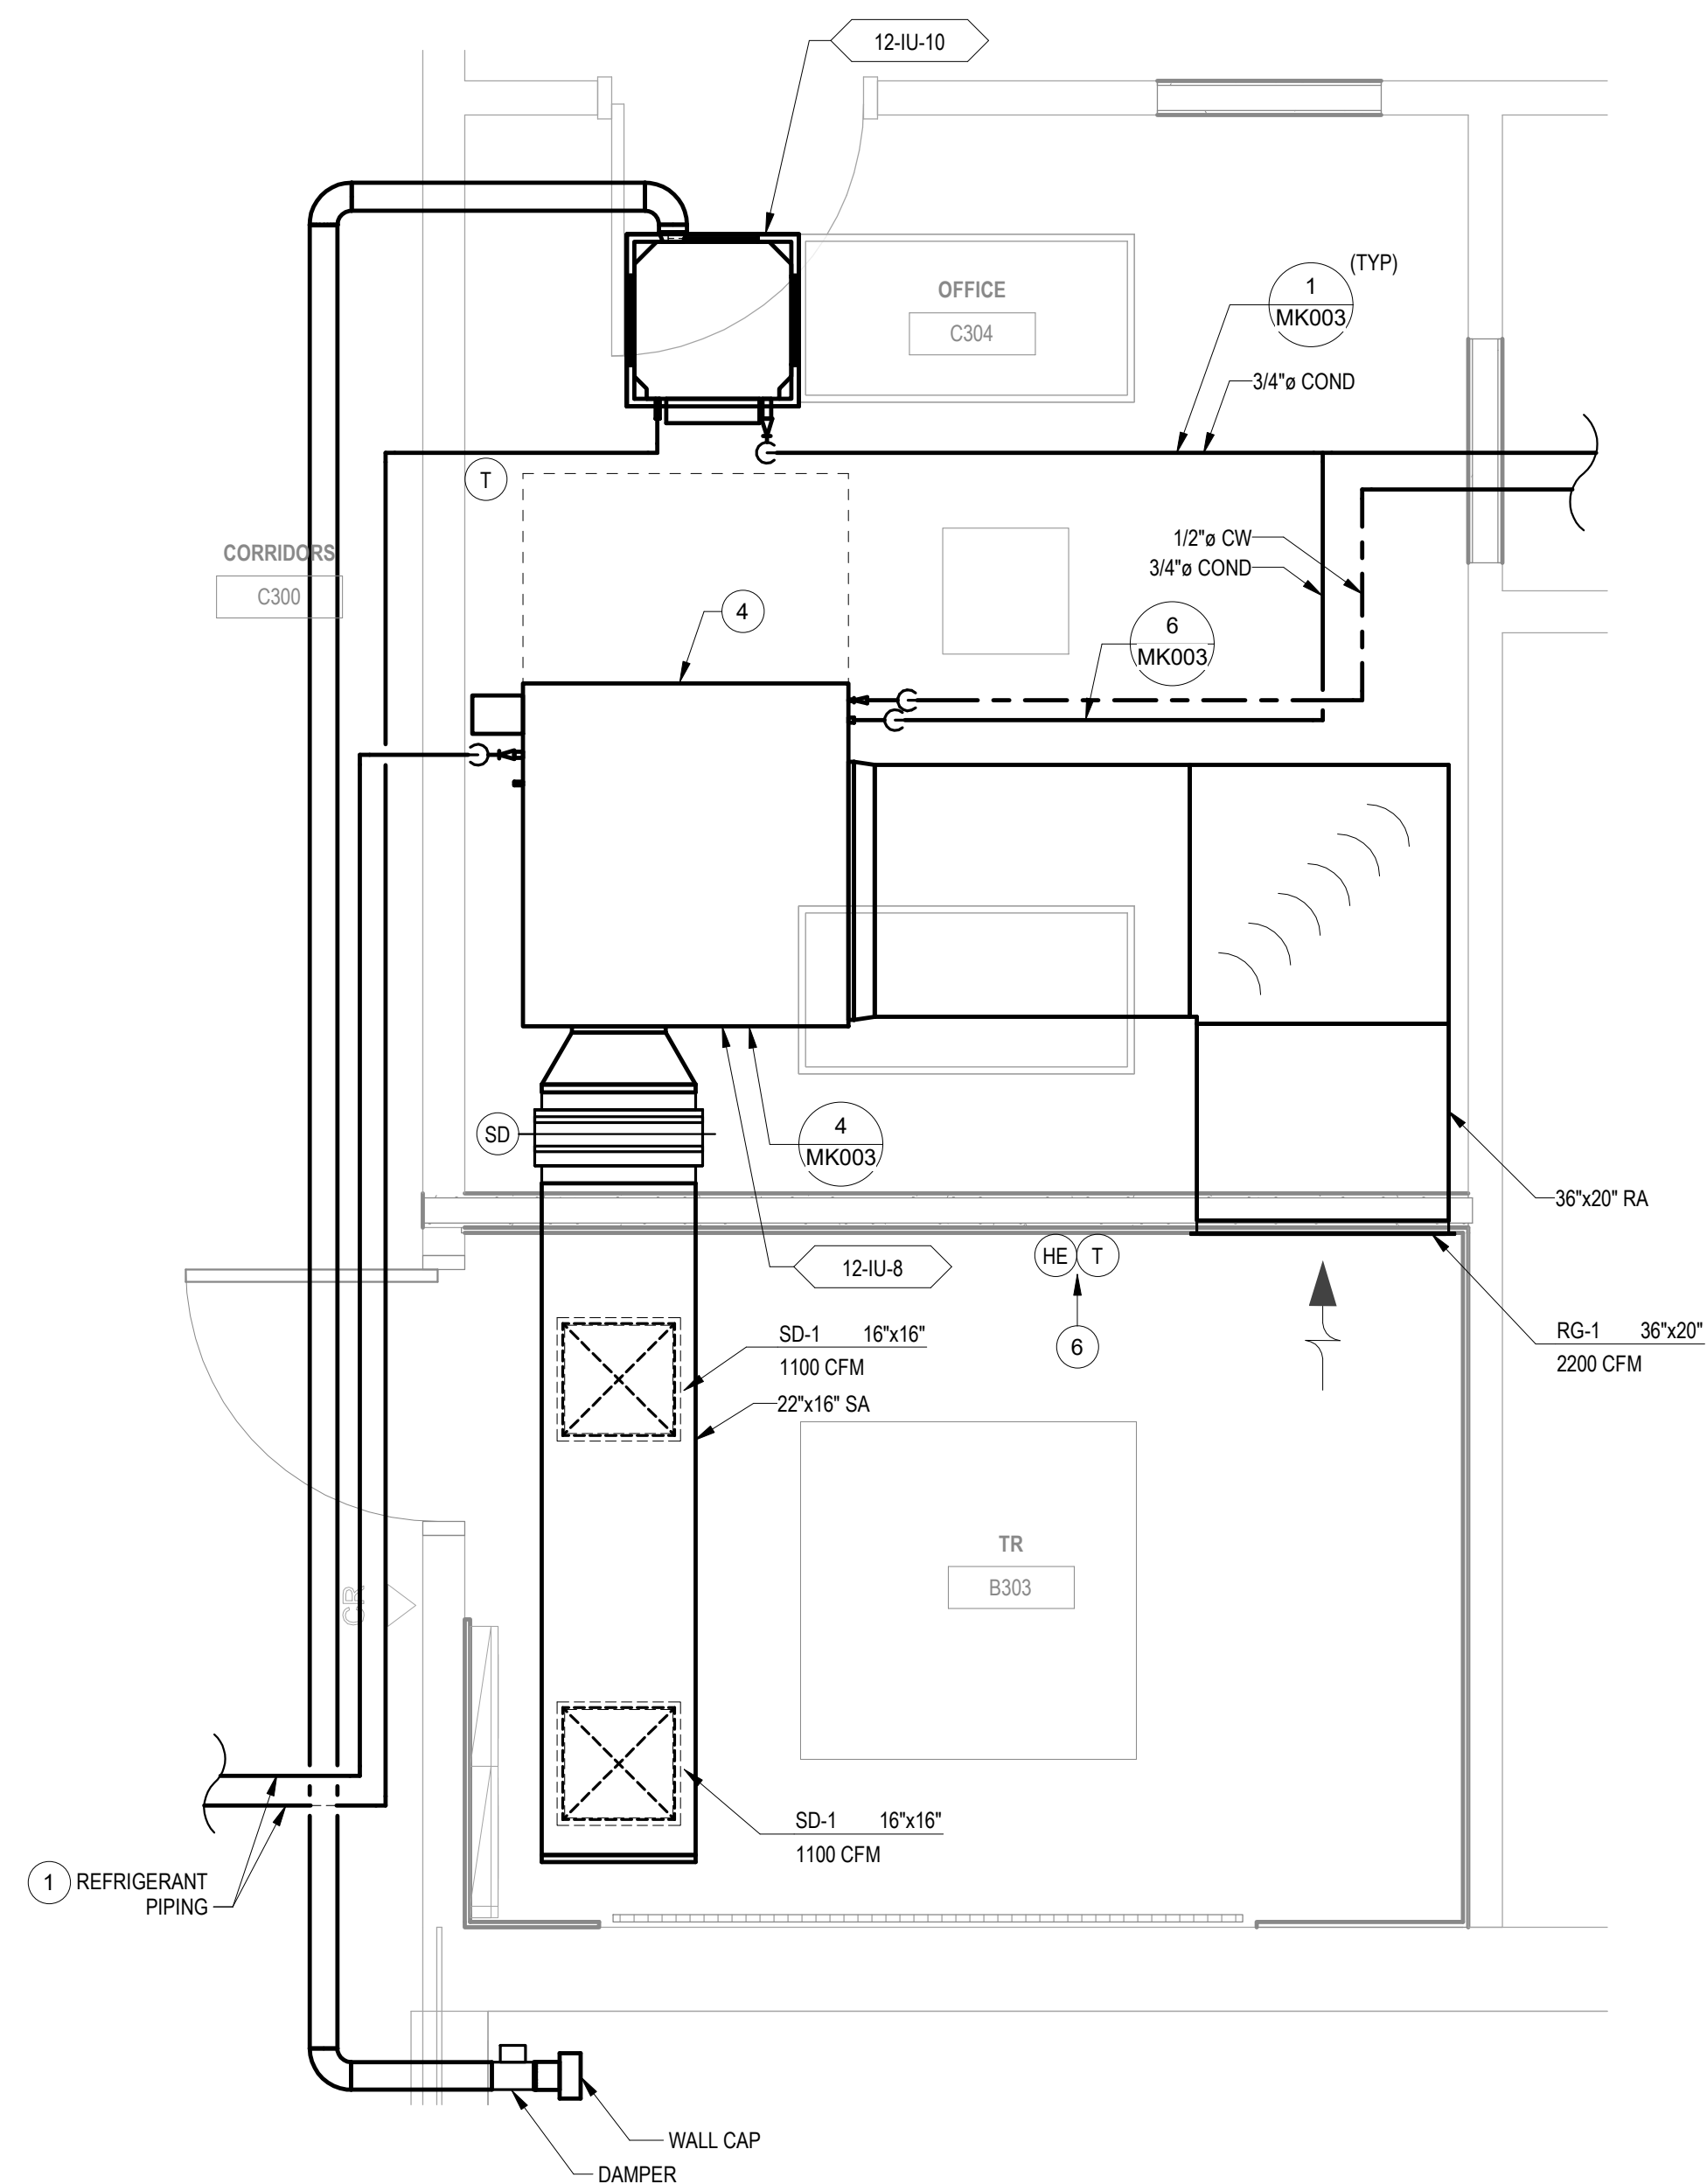 12-IU-10
(TYP)
1
MK003
OFFICE
C304
3/4"ø COND
T
CORRIDORS
C300
1/2"ø CW
3/4"ø COND
4
6
MK003
SD
4
MK003
36"x20" RA
HE
T
12-IU-8
6
SD-1 16"x16"
1100 CFM
RG-1 36"x20"
2200 CFM
22"x16" SA
TR
B303
CR
SD-1 16"x16"
1100 CFM
1
REFRIGERANT
PIPING
WALL CAP
DAMPER